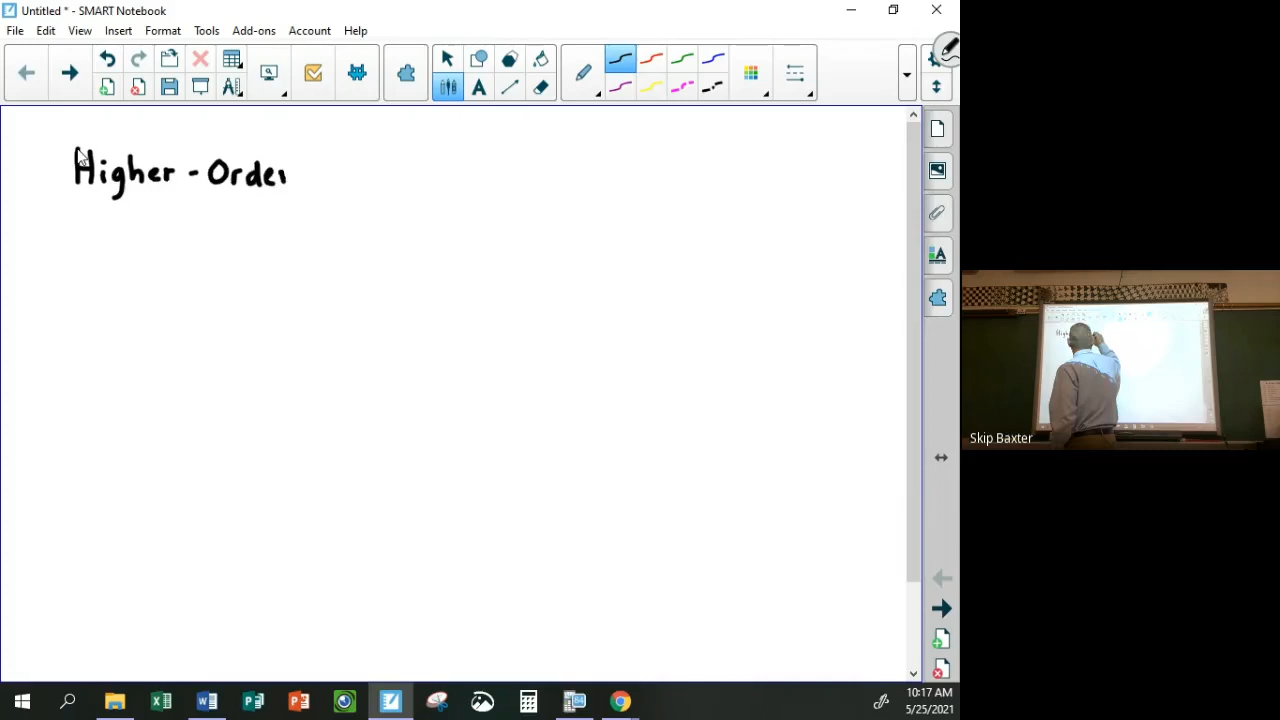 Untitled * - SMART Notebook
File Edit View Insert Format Tools Add-ons Account Help
Higher - Order
Skip Baxter
10:17 AM
5/25/2021